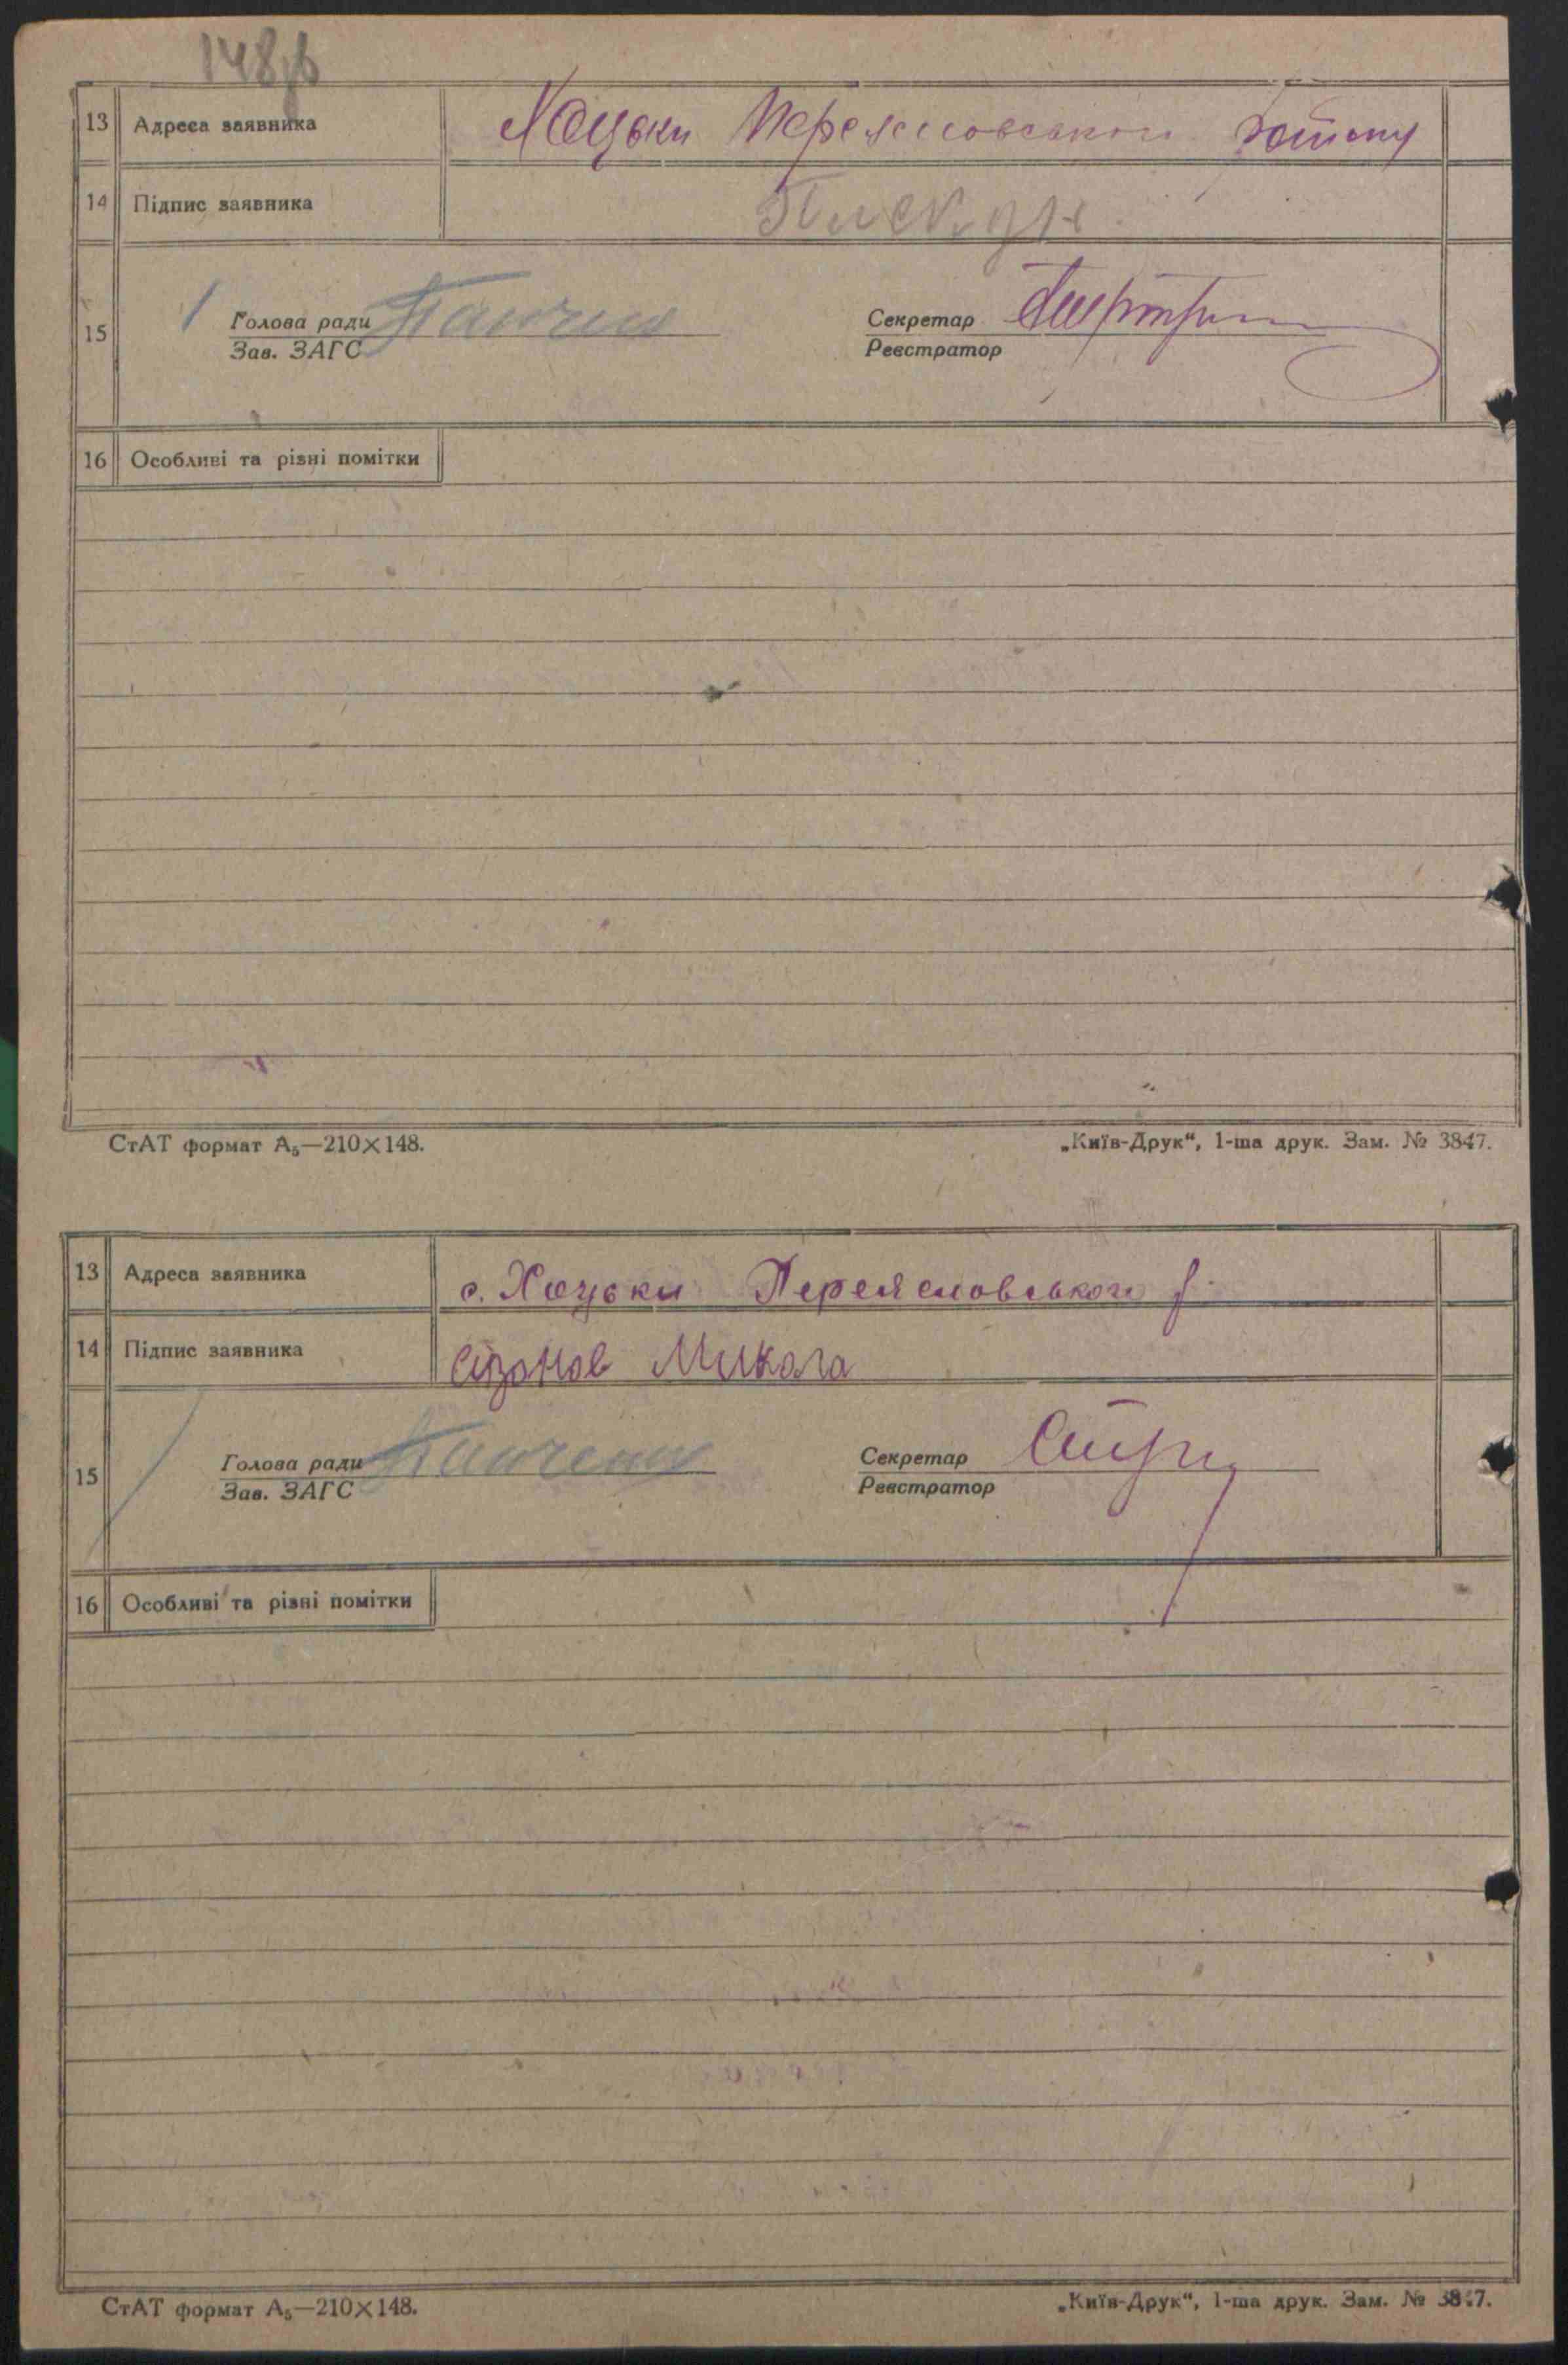 13 Адреса заявника Хоцьки Переяславського району
14 Підпис заявника
15 Голова ради Панченко Секретар
Зав. ЗАГС Реєстратор
16 Особливі та різні помітки
СтАТ формат А₅—210×148. „Київ-Друк“, 1-ша друк. Зам. № 3847.
13 Адреса заявника с. Хоцьки Переяславського р.
14 Підпис заявника Сізонов Микола
15 Голова ради Панченко Секретар
Зав. ЗАГС Реєстратор
16 Особливі та різні помітки
СтАТ формат А₅—210×148. „Київ-Друк“, 1-ша друк. Зам. № 3847.